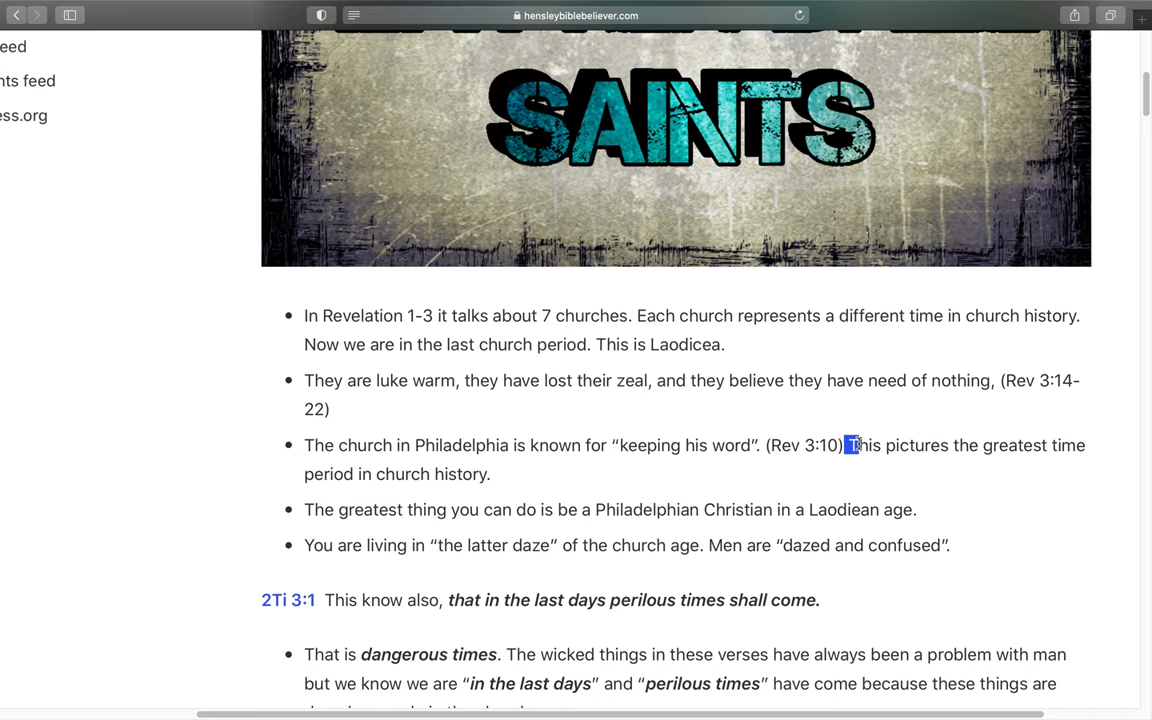 hensleybiblebeliever.com
eed
nts feed
ess.org
SAINTS
• In Revelation 1-3 it talks about 7 churches. Each church represents a different time in church history.
Now we are in the last church period. This is Laodicea.
• They are luke warm, they have lost their zeal, and they believe they have need of nothing, (Rev 3:14-
22)
• The church in Philadelphia is known for “keeping his word”. (Rev 3:10) This pictures the greatest time
period in church history.
• The greatest thing you can do is be a Philadelphian Christian in a Laodiean age.
• You are living in “the latter daze” of the church age. Men are “dazed and confused”.
2Ti 3:1 This know also, that in the last days perilous times shall come.
• That is dangerous times. The wicked things in these verses have always been a problem with man
but we know we are “in the last days” and “perilous times” have come because these things are